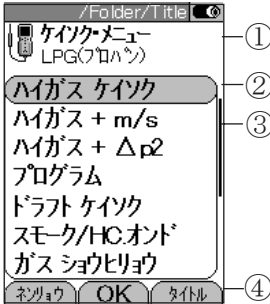 /Folder/Title
ケイソク・メニュー ①
LPG(プロパン)
ハイガス ケイソク ②
ハイガス + m/s ③
ハイガス + Δp2
プログラム
ドラフト ケイソク
スモーク/HC.オンド
ガス ショウヒリョウ
ネンリョウ OK タイトル ④